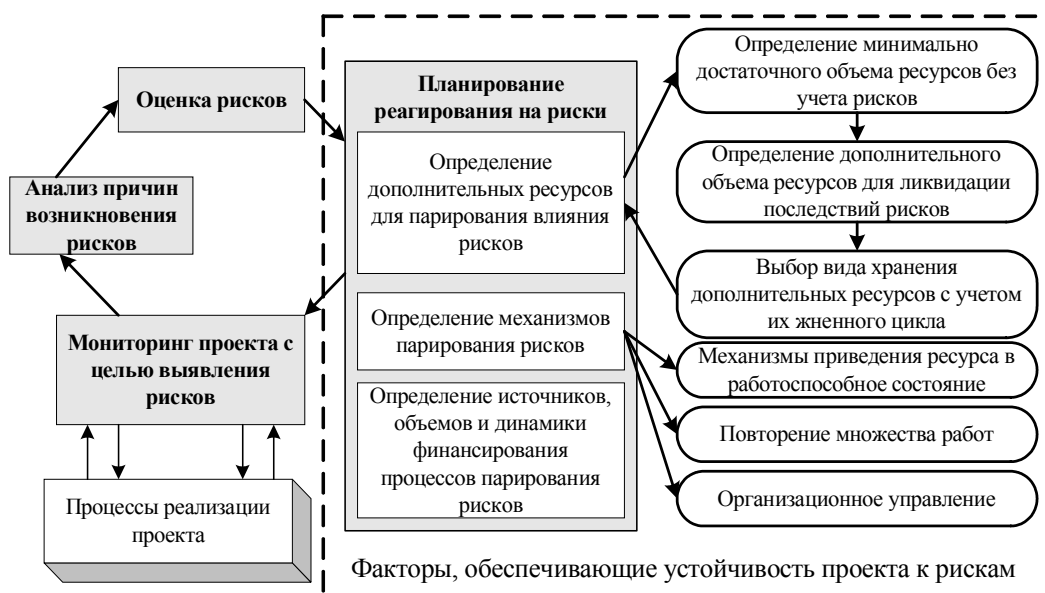 Оценка рисков
Анализ причин
возникновения
рисков
Мониторинг проекта с
целью выявления
рисков
Процессы реализации
проекта
Планирование
реагирования на риски
Определение
дополнительных ресурсов
для парирования влияния
рисков
Определение механизмов
парирования рисков
Определение источников,
объемов и динамики
финансирования
процессов парирования
рисков
Определение минимально
достаточного объема ресурсов без
учета рисков
Определение дополнительного
объема ресурсов для ликвидации
последствий рисков
Выбор вида хранения
дополнительных ресурсов с учетом
их жненного цикла
Механизмы приведения ресурса в
работоспособное состояние
Повторение множества работ
Организационное управление
Факторы, обеспечивающие устойчивость проекта к рискам